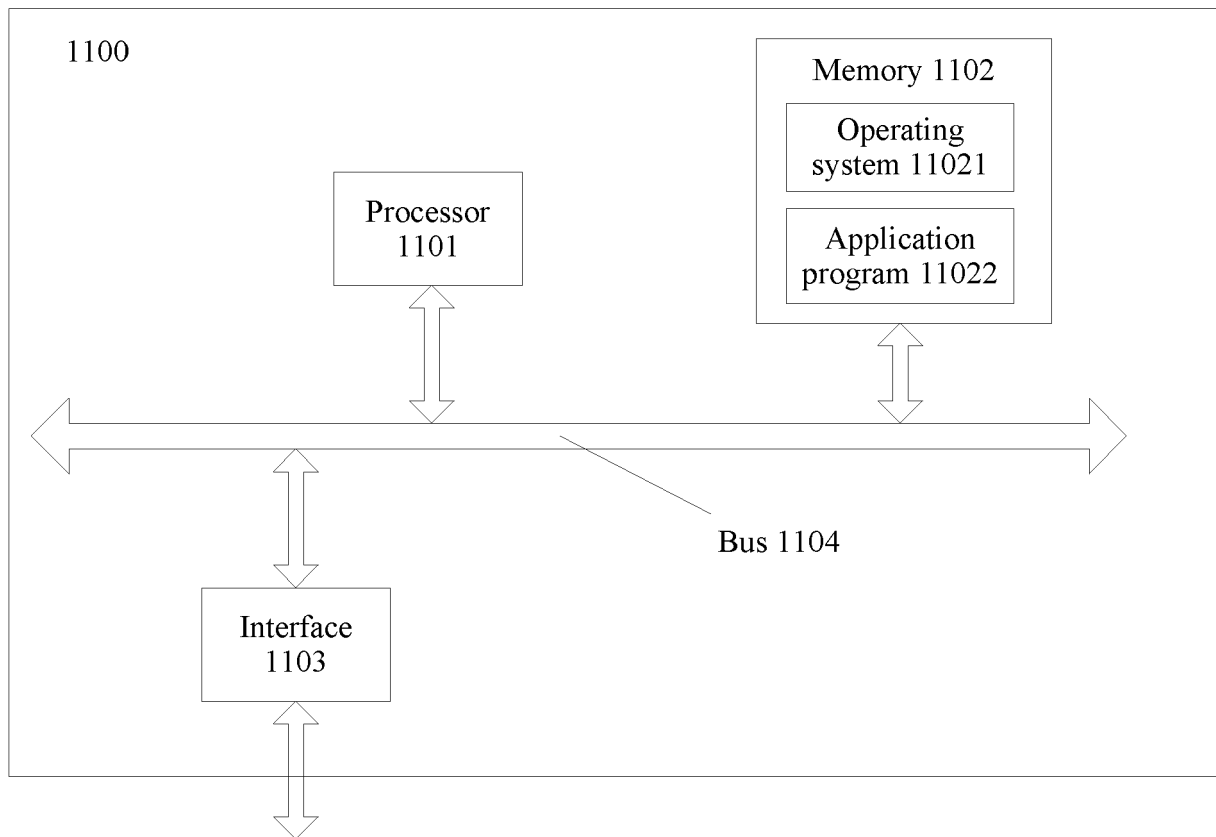 1100
Memory 1102
Operating
system 11021
Application
program 11022
Processor
1101
Bus 1104
Interface
1103